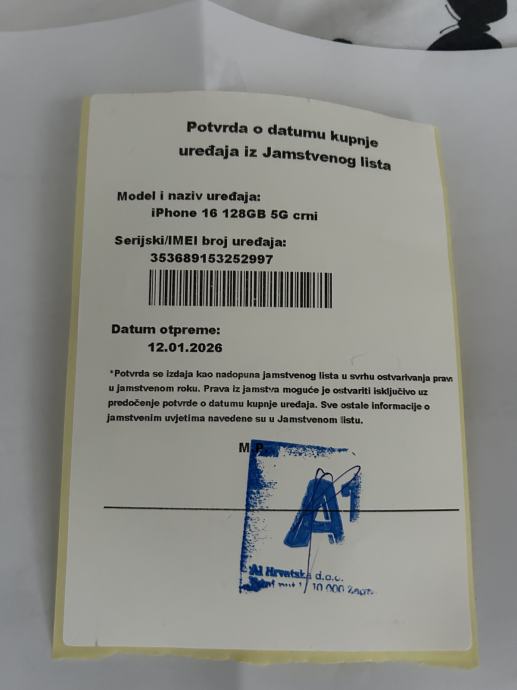 Potvrda o datumu kupnje
uređaja iz Jamstvenog lista
Model i naziv uređaja:
iPhone 16 128GB 5G crni
Serijski/IMEI broj uređaja:
353689153252997
Datum otpreme:
12.01.2026
*Potvrda se izdaja kao nadopuna jamstvenog lista u svrhu ostvarivanja prava
u jamstvenom roku. Prava iz jamstva moguće je ostvariti isključivo uz
predočenje potvrde o datumu kupnje uređaja. Sve ostale informacije o
jamstvenim uvjetima navedene su u Jamstvenom listu.
M.P.
A1
A1 Hrvatska d.o.o.
10 000